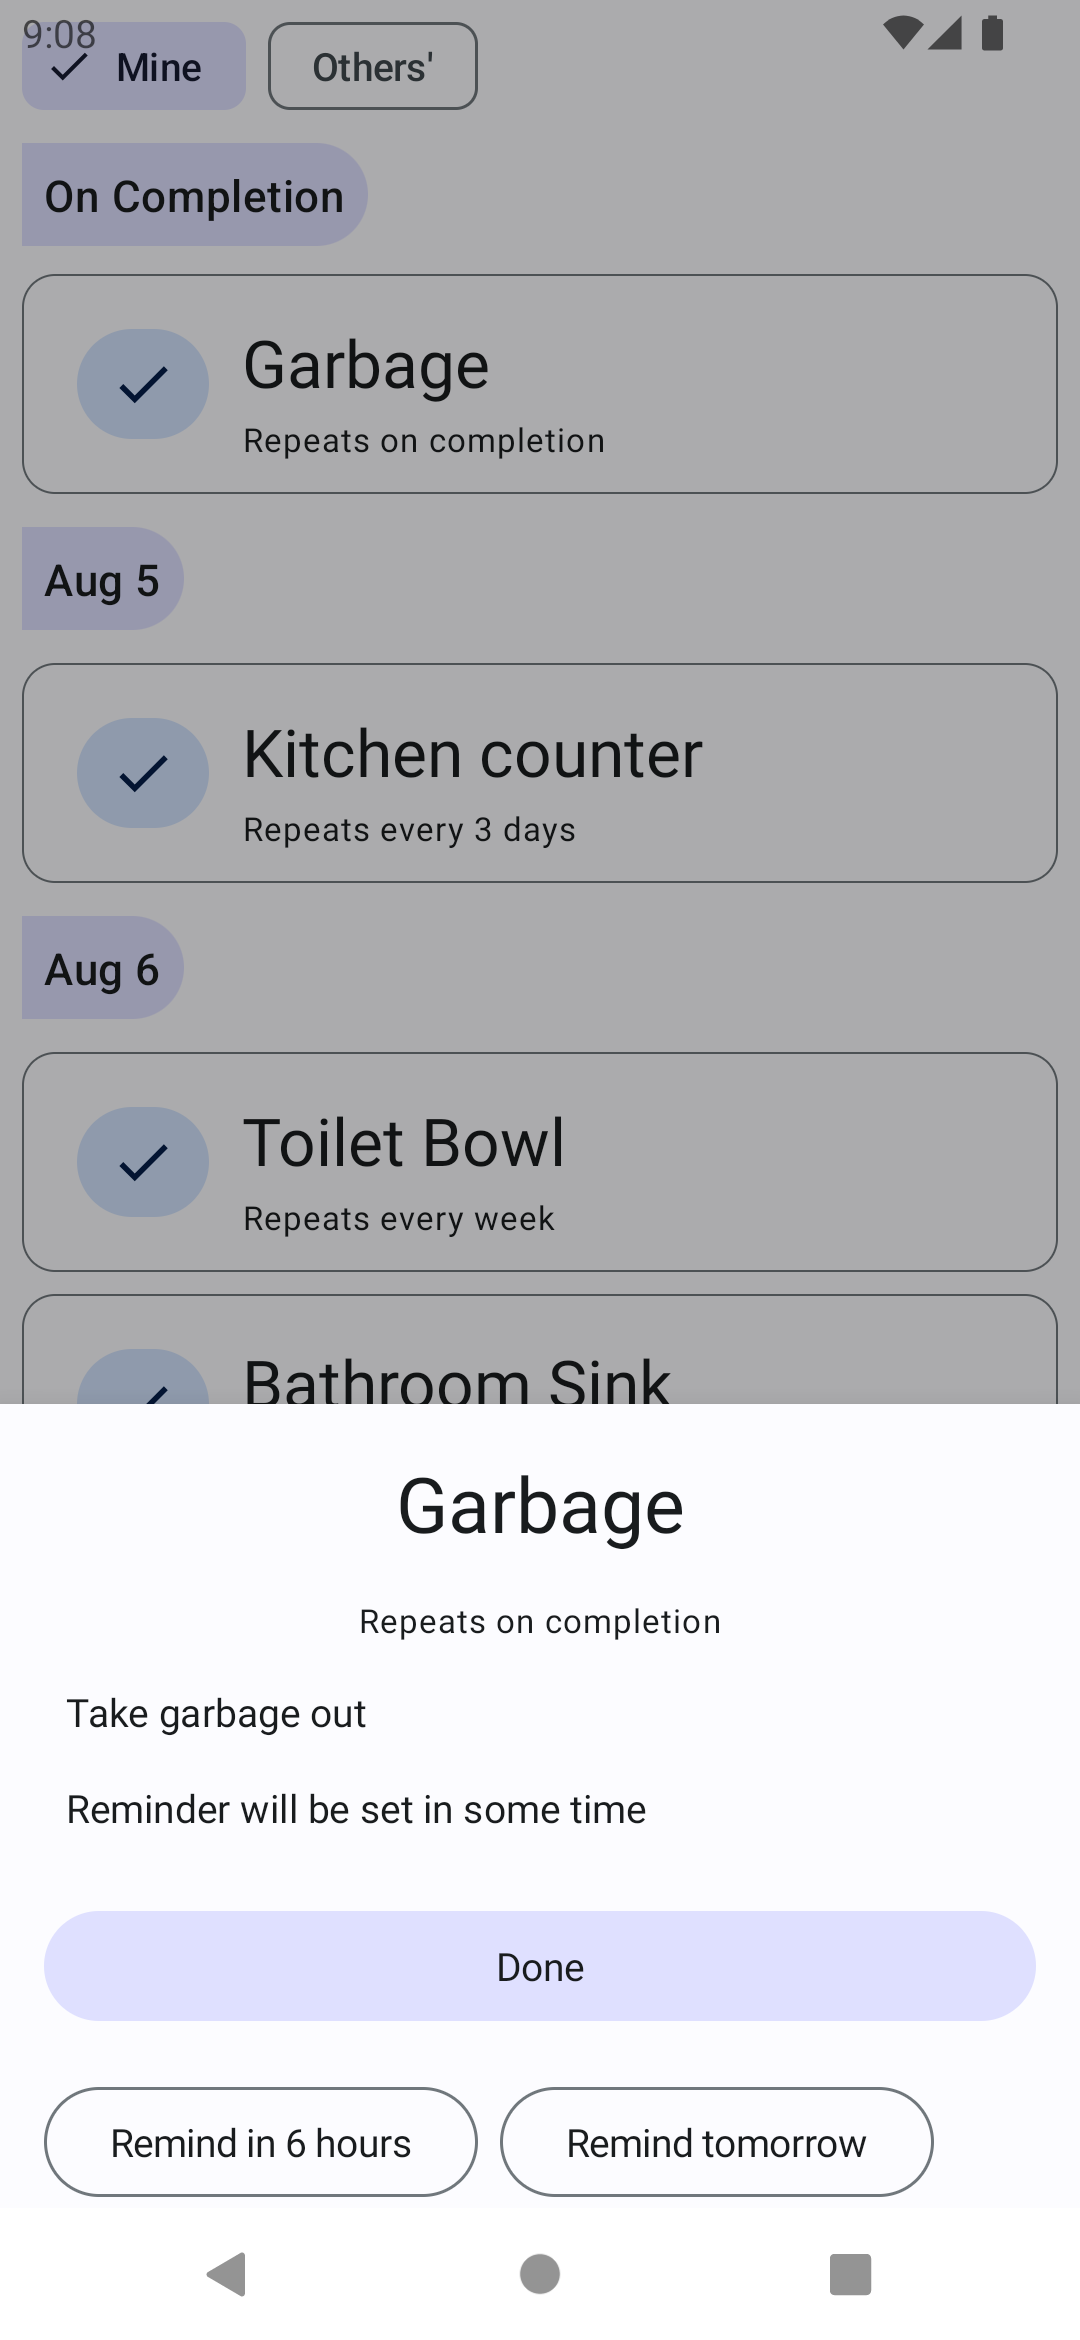 9:08
Mine
Others'
On Completion
Garbage
Repeats on completion
Aug 5
Kitchen counter
Repeats every 3 days
Aug 6
Toilet Bowl
Repeats every week
Bathroom Sink
Garbage
Repeats on completion
Take garbage out
Reminder will be set in some time
Done
Remind in 6 hours
Remind tomorrow